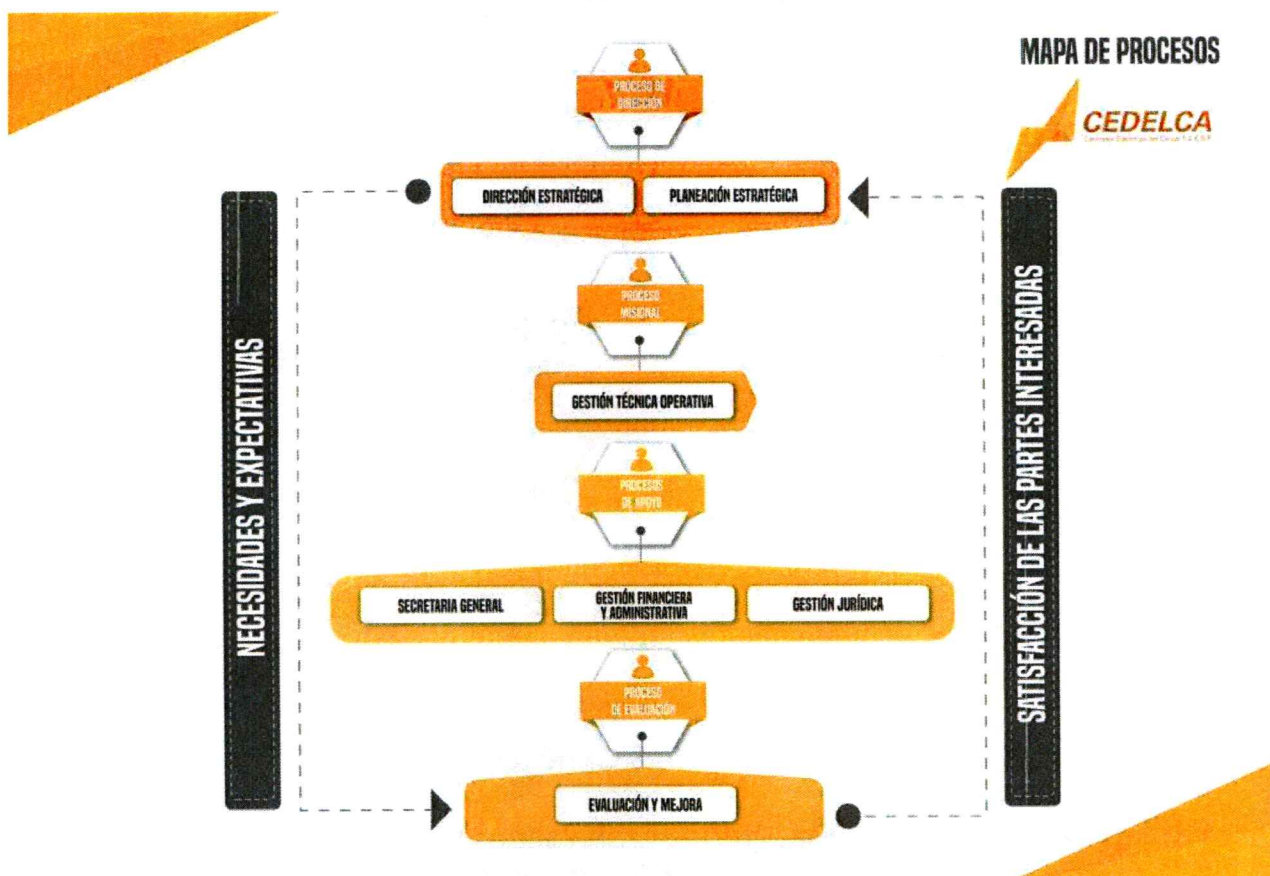 MAPA DE PROCESOS
CEDELCA
PROCESO DE
DIRECCIÓN
DIRECCIÓN ESTRATÉGICA
PLANEACIÓN ESTRATÉGICA
NECESIDADES Y EXPECTATIVAS
SATISFACCIÓN DE LAS PARTES INTERESADAS
PROCESO
MISIONAL
GESTIÓN TÉCNICA OPERATIVA
PROCESOS
DE APOYO
SECRETARIA GENERAL
GESTIÓN FINANCIERA
Y ADMINISTRATIVA
GESTIÓN JURÍDICA
PROCESO
DE EVALUACIÓN
EVALUACIÓN Y MEJORA